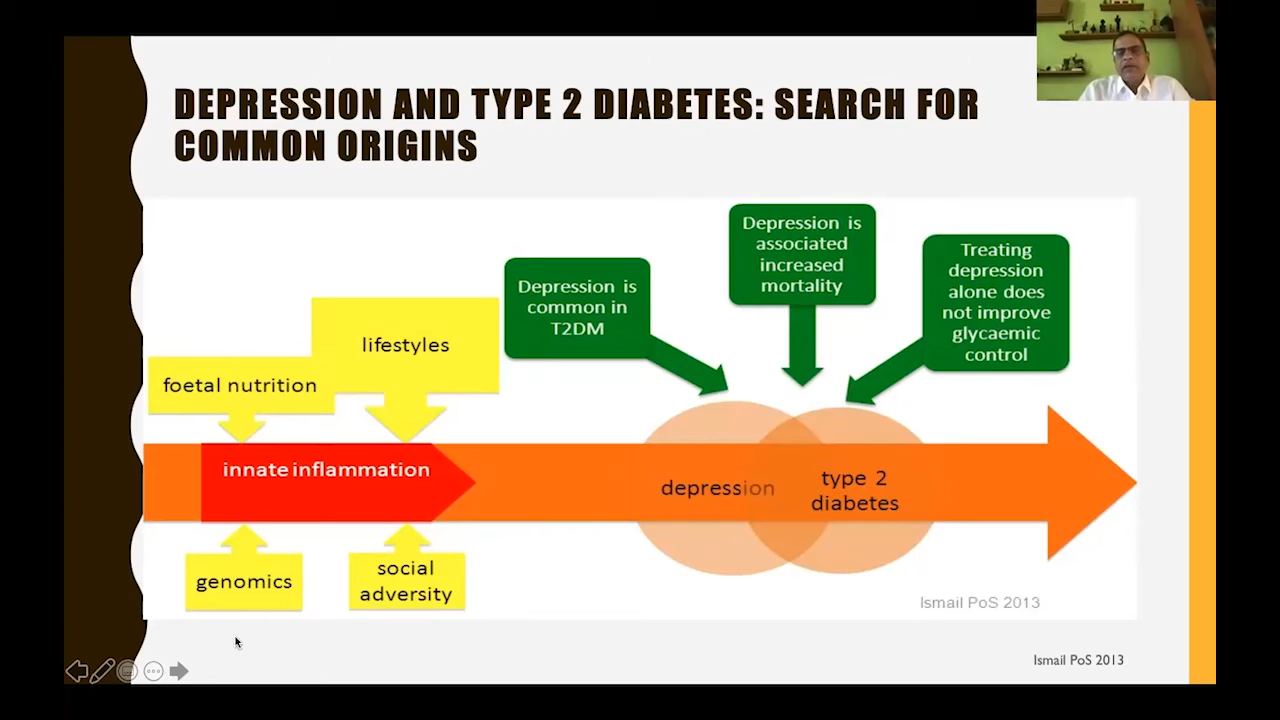 DEPRESSION AND TYPE 2 DIABETES: SEARCH FOR
COMMON ORIGINS
foetal nutrition
lifestyles
Depression is
common in
T2DM
Depression is
associated
increased
mortality
Treating
depression
alone does
not improve
glycaemic
control
innate inflammation
depression
type 2
diabetes
genomics
social
adversity
Ismail PoS 2013
Ismail PoS 2013